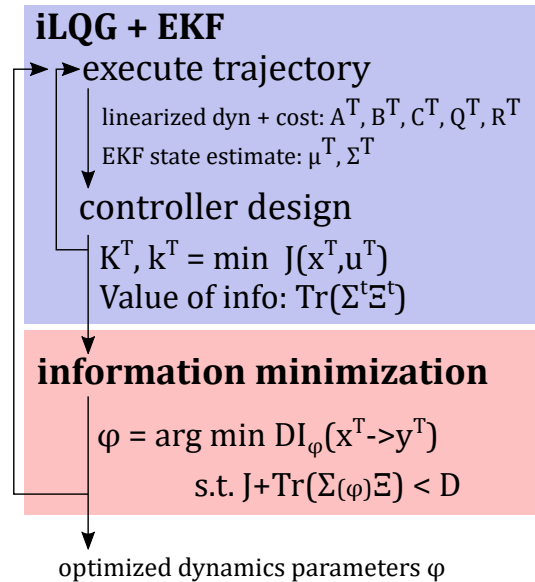 iLQG + EKF
execute trajectory
linearized dyn + cost: A^T, B^T, C^T, Q^T, R^T
EKF state estimate: μ^T, Σ^T
controller design
K^T, k^T = min J(x^T,u^T)
Value of info: Tr(Σ^tΞ^t)
information minimization
φ = arg min DI_φ(x^T->y^T)
s.t. J+Tr(Σ_(φ)Ξ) < D
optimized dynamics parameters φ